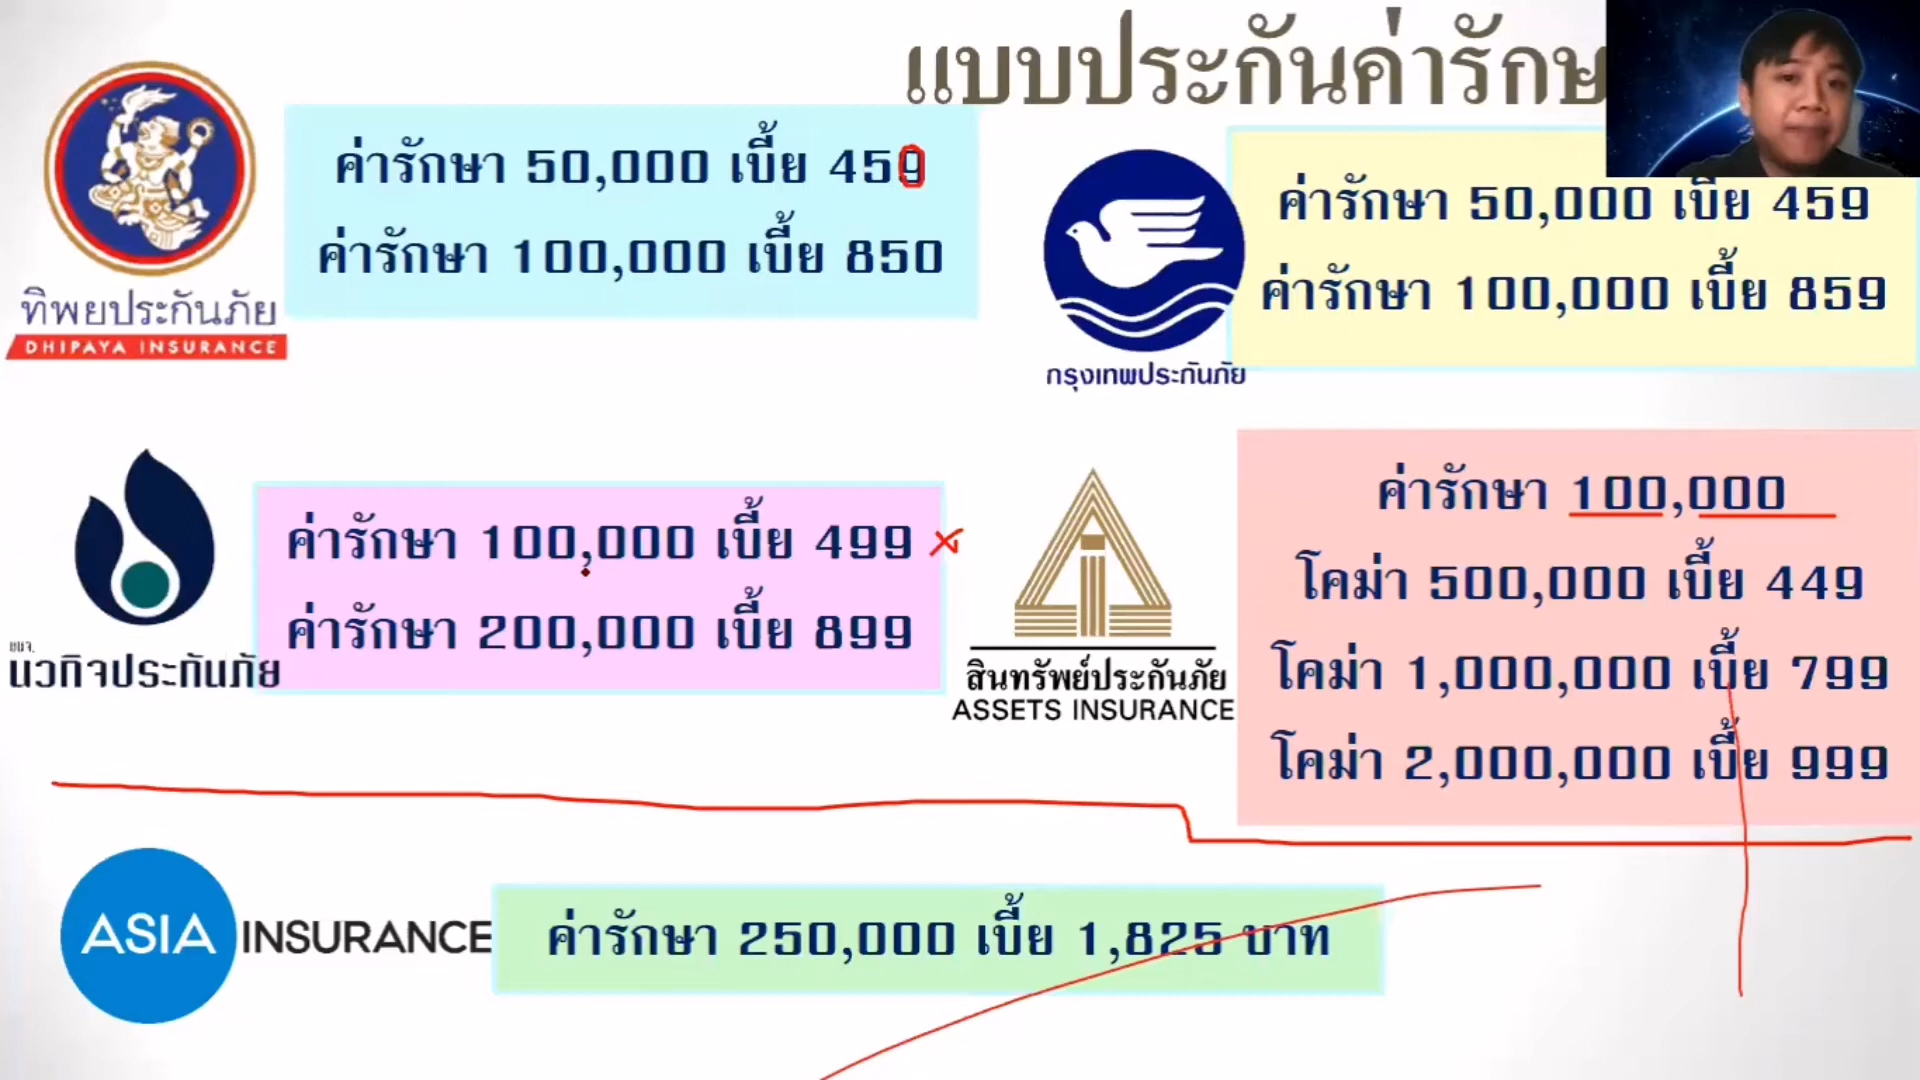 แบบประกันค่ารักษ
ค่ารักษา 50,000 เบี้ย 459
ค่ารักษา 100,000 เบี้ย 850
ทิพยประกันภัย
DHIPAYA INSURANCE
ค่ารักษา 50,000 เบี้ย 459
ค่ารักษา 100,000 เบี้ย 859
กรุงเทพประกันภัย
ค่ารักษา 100,000 เบี้ย 499
ค่ารักษา 200,000 เบี้ย 899
บมจ.
นวกิจประกันภัย
ค่ารักษา 100,000
โคม่า 500,000 เบี้ย 449
โคม่า 1,000,000 เบี้ย 799
โคม่า 2,000,000 เบี้ย 999
สินทรัพย์ประกันภัย
ASSETS INSURANCE
ASIA INSURANCE
ค่ารักษา 250,000 เบี้ย 1,825 บาท